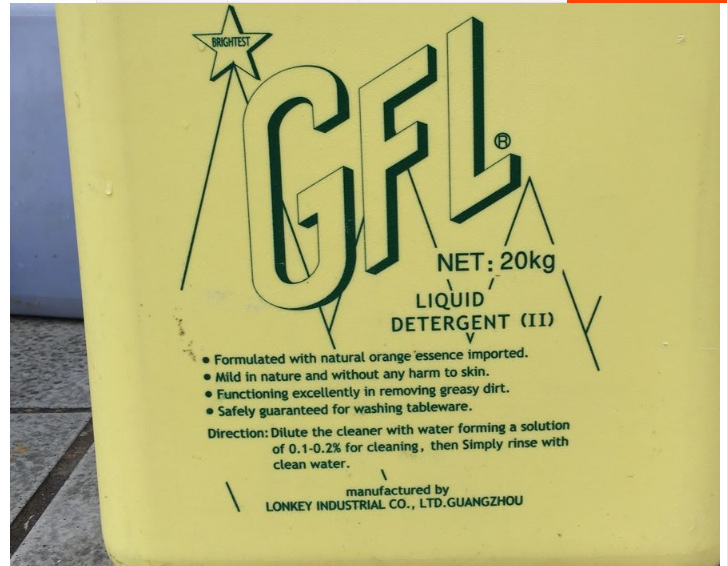 BRIGHTEST
GFL®
NET: 20kg
LIQUID
DETERGENT (II)
• Formulated with natural orange essence imported.
• Mild in nature and without any harm to skin.
• Functioning excellently in removing greasy dirt.
• Safely guaranteed for washing tableware.
Direction: Dilute the cleaner with water forming a solution
of 0.1-0.2% for cleaning, then Simply rinse with
clean water.
manufactured by
LONKEY INDUSTRIAL CO., LTD.GUANGZHOU